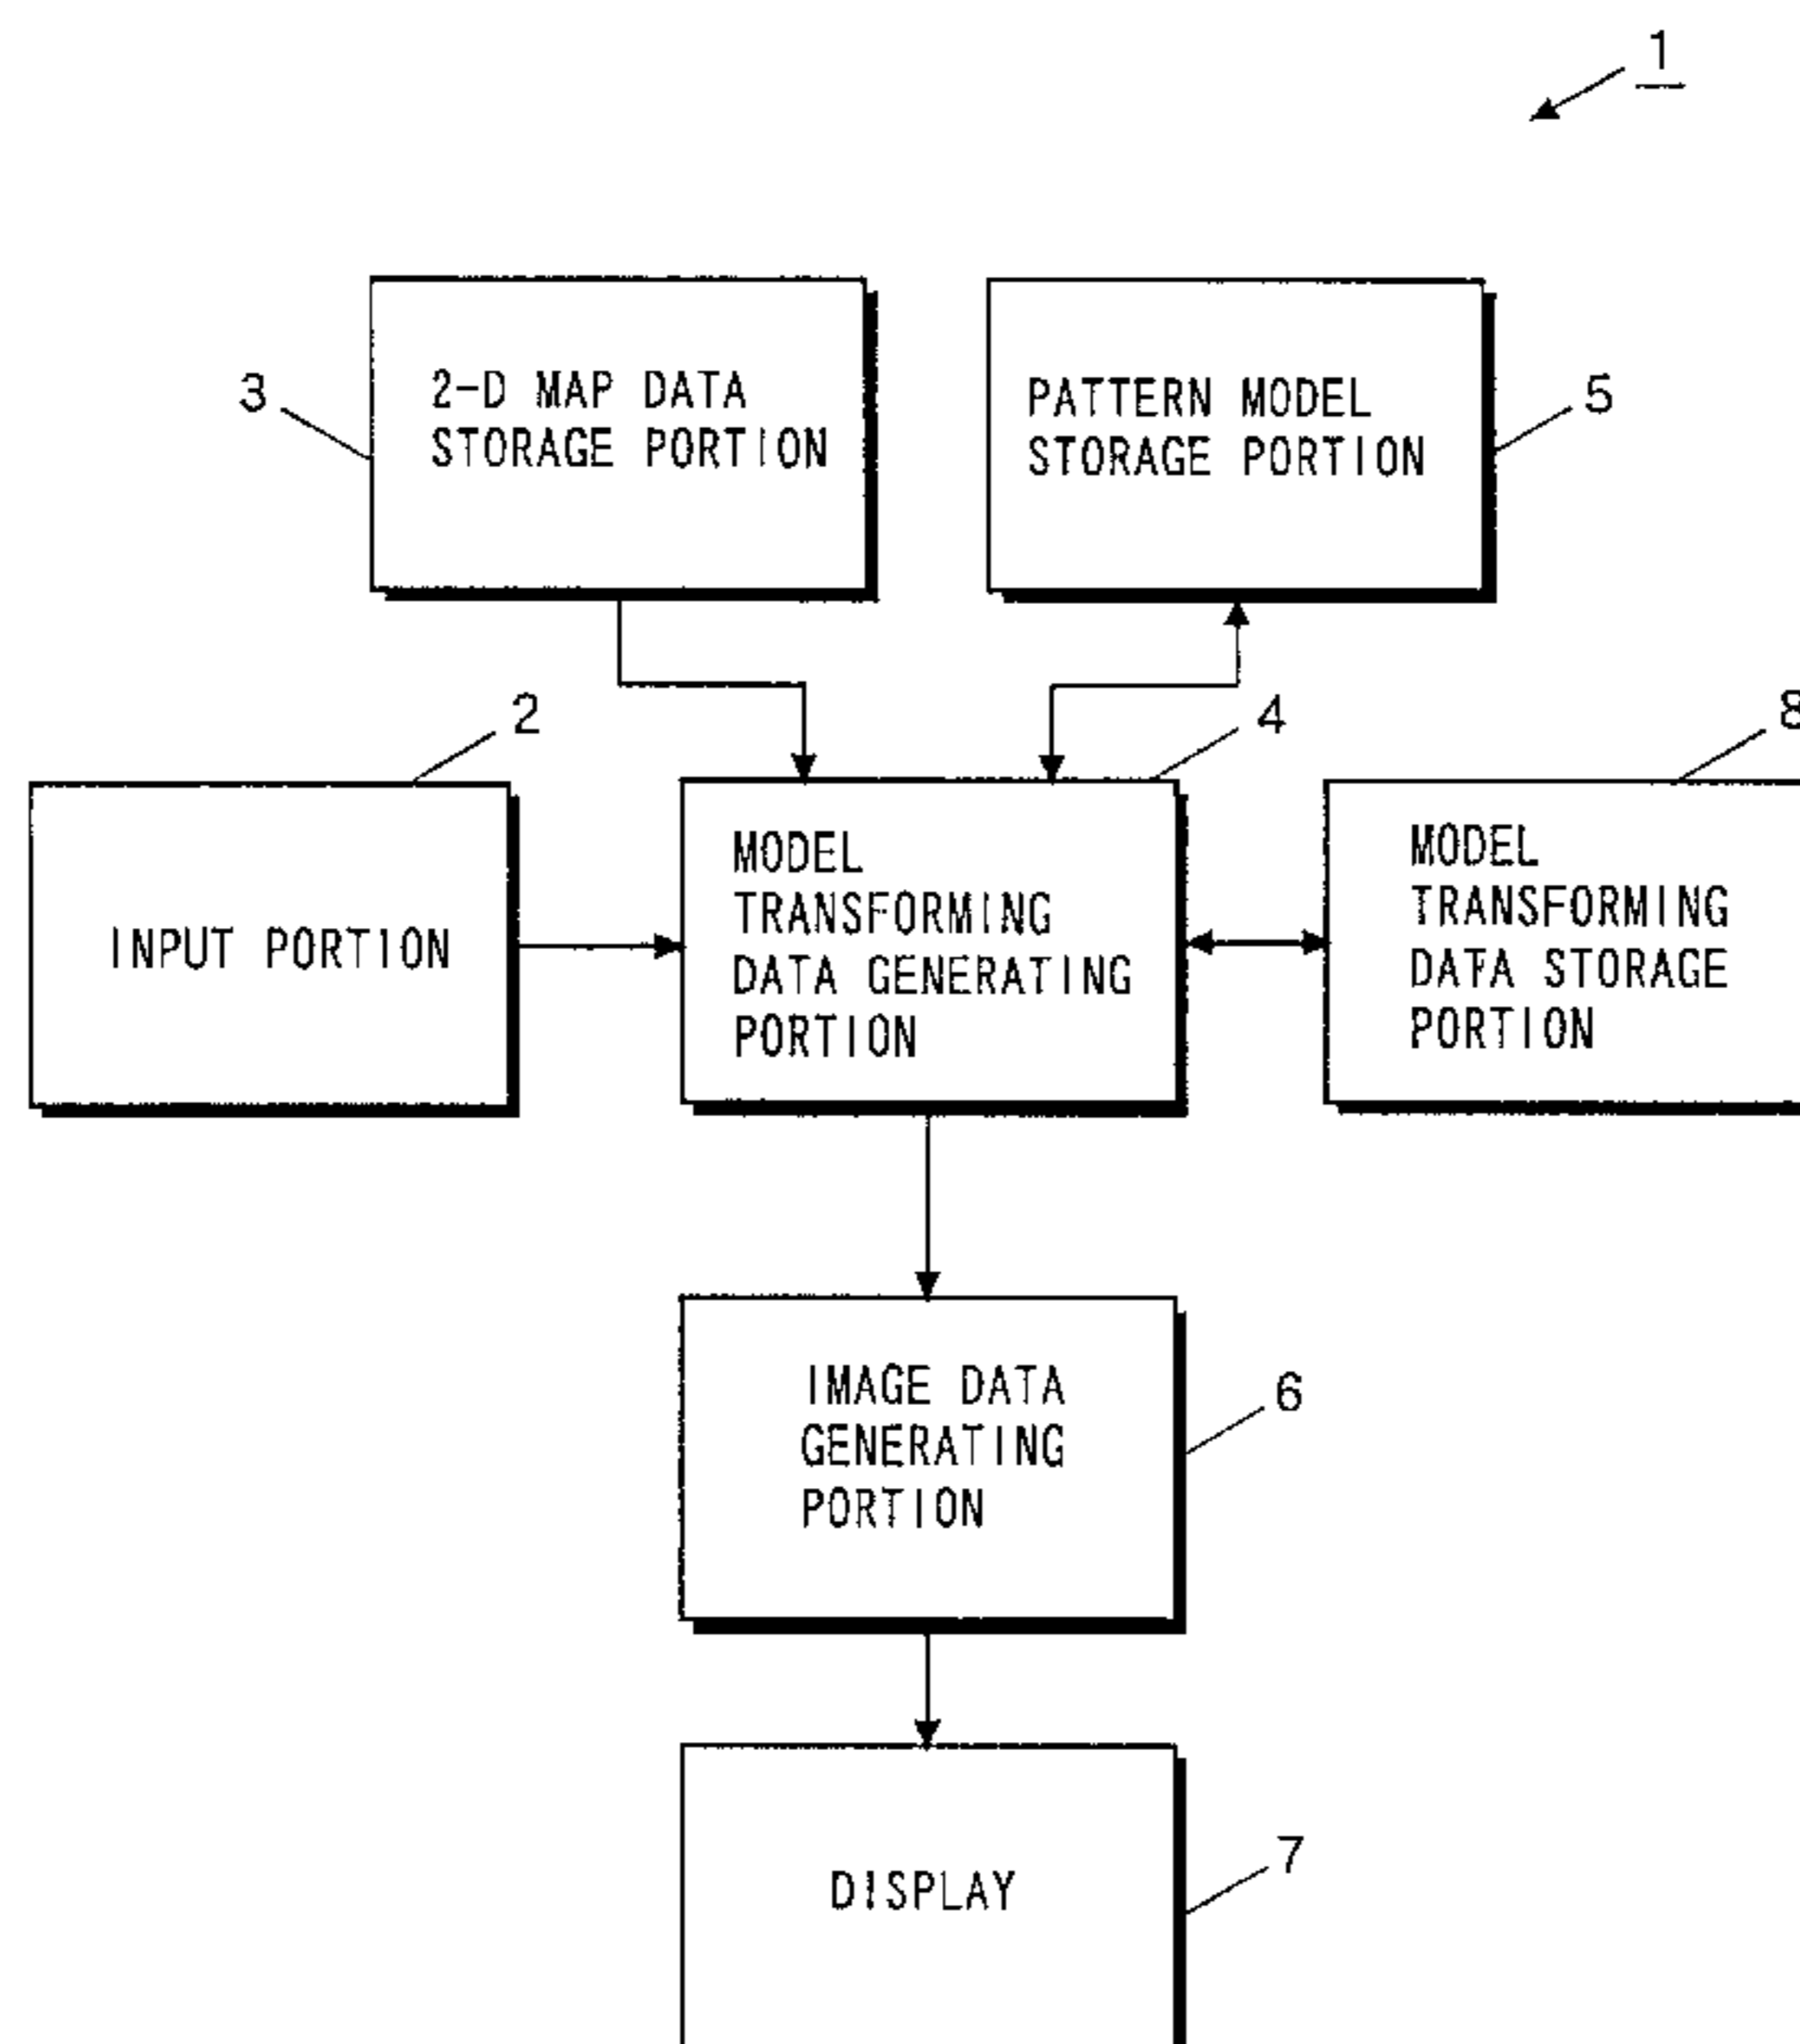 1
3
2-D MAP DATA
STORAGE PORTION
PATTERN MODEL
STORAGE PORTION
5
2
4
8
INPUT PORTION
MODEL
TRANSFORMING
DATA GENERATING
PORTION
MODEL
TRANSFORMING
DATA STORAGE
PORTION
IMAGE DATA
GENERATING
PORTION
6
DISPLAY
7